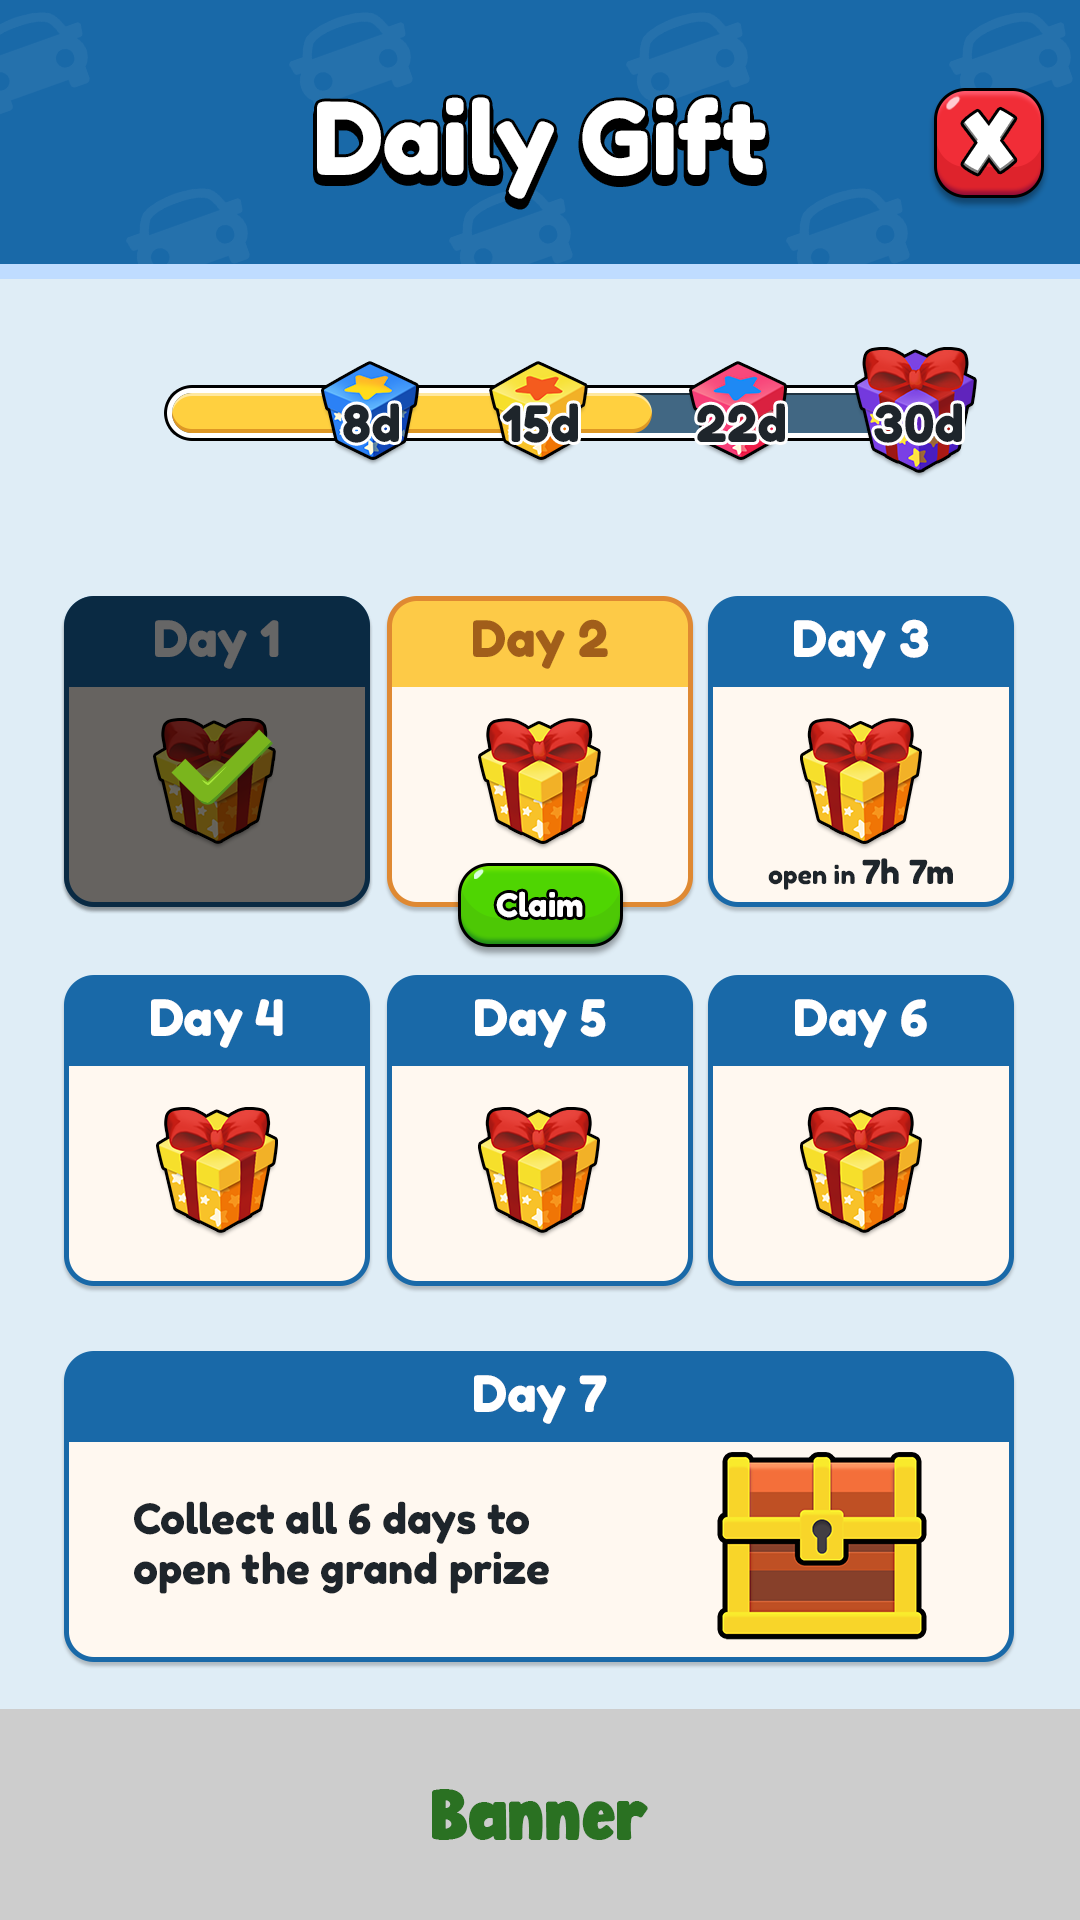 Daily Gift
X
8d 15d 22d 30d
Day 1 Day 2 Day 3
open in 7h 7m
Claim
Day 4 Day 5 Day 6
Day 7
Collect all 6 days to
open the grand prize
Banner